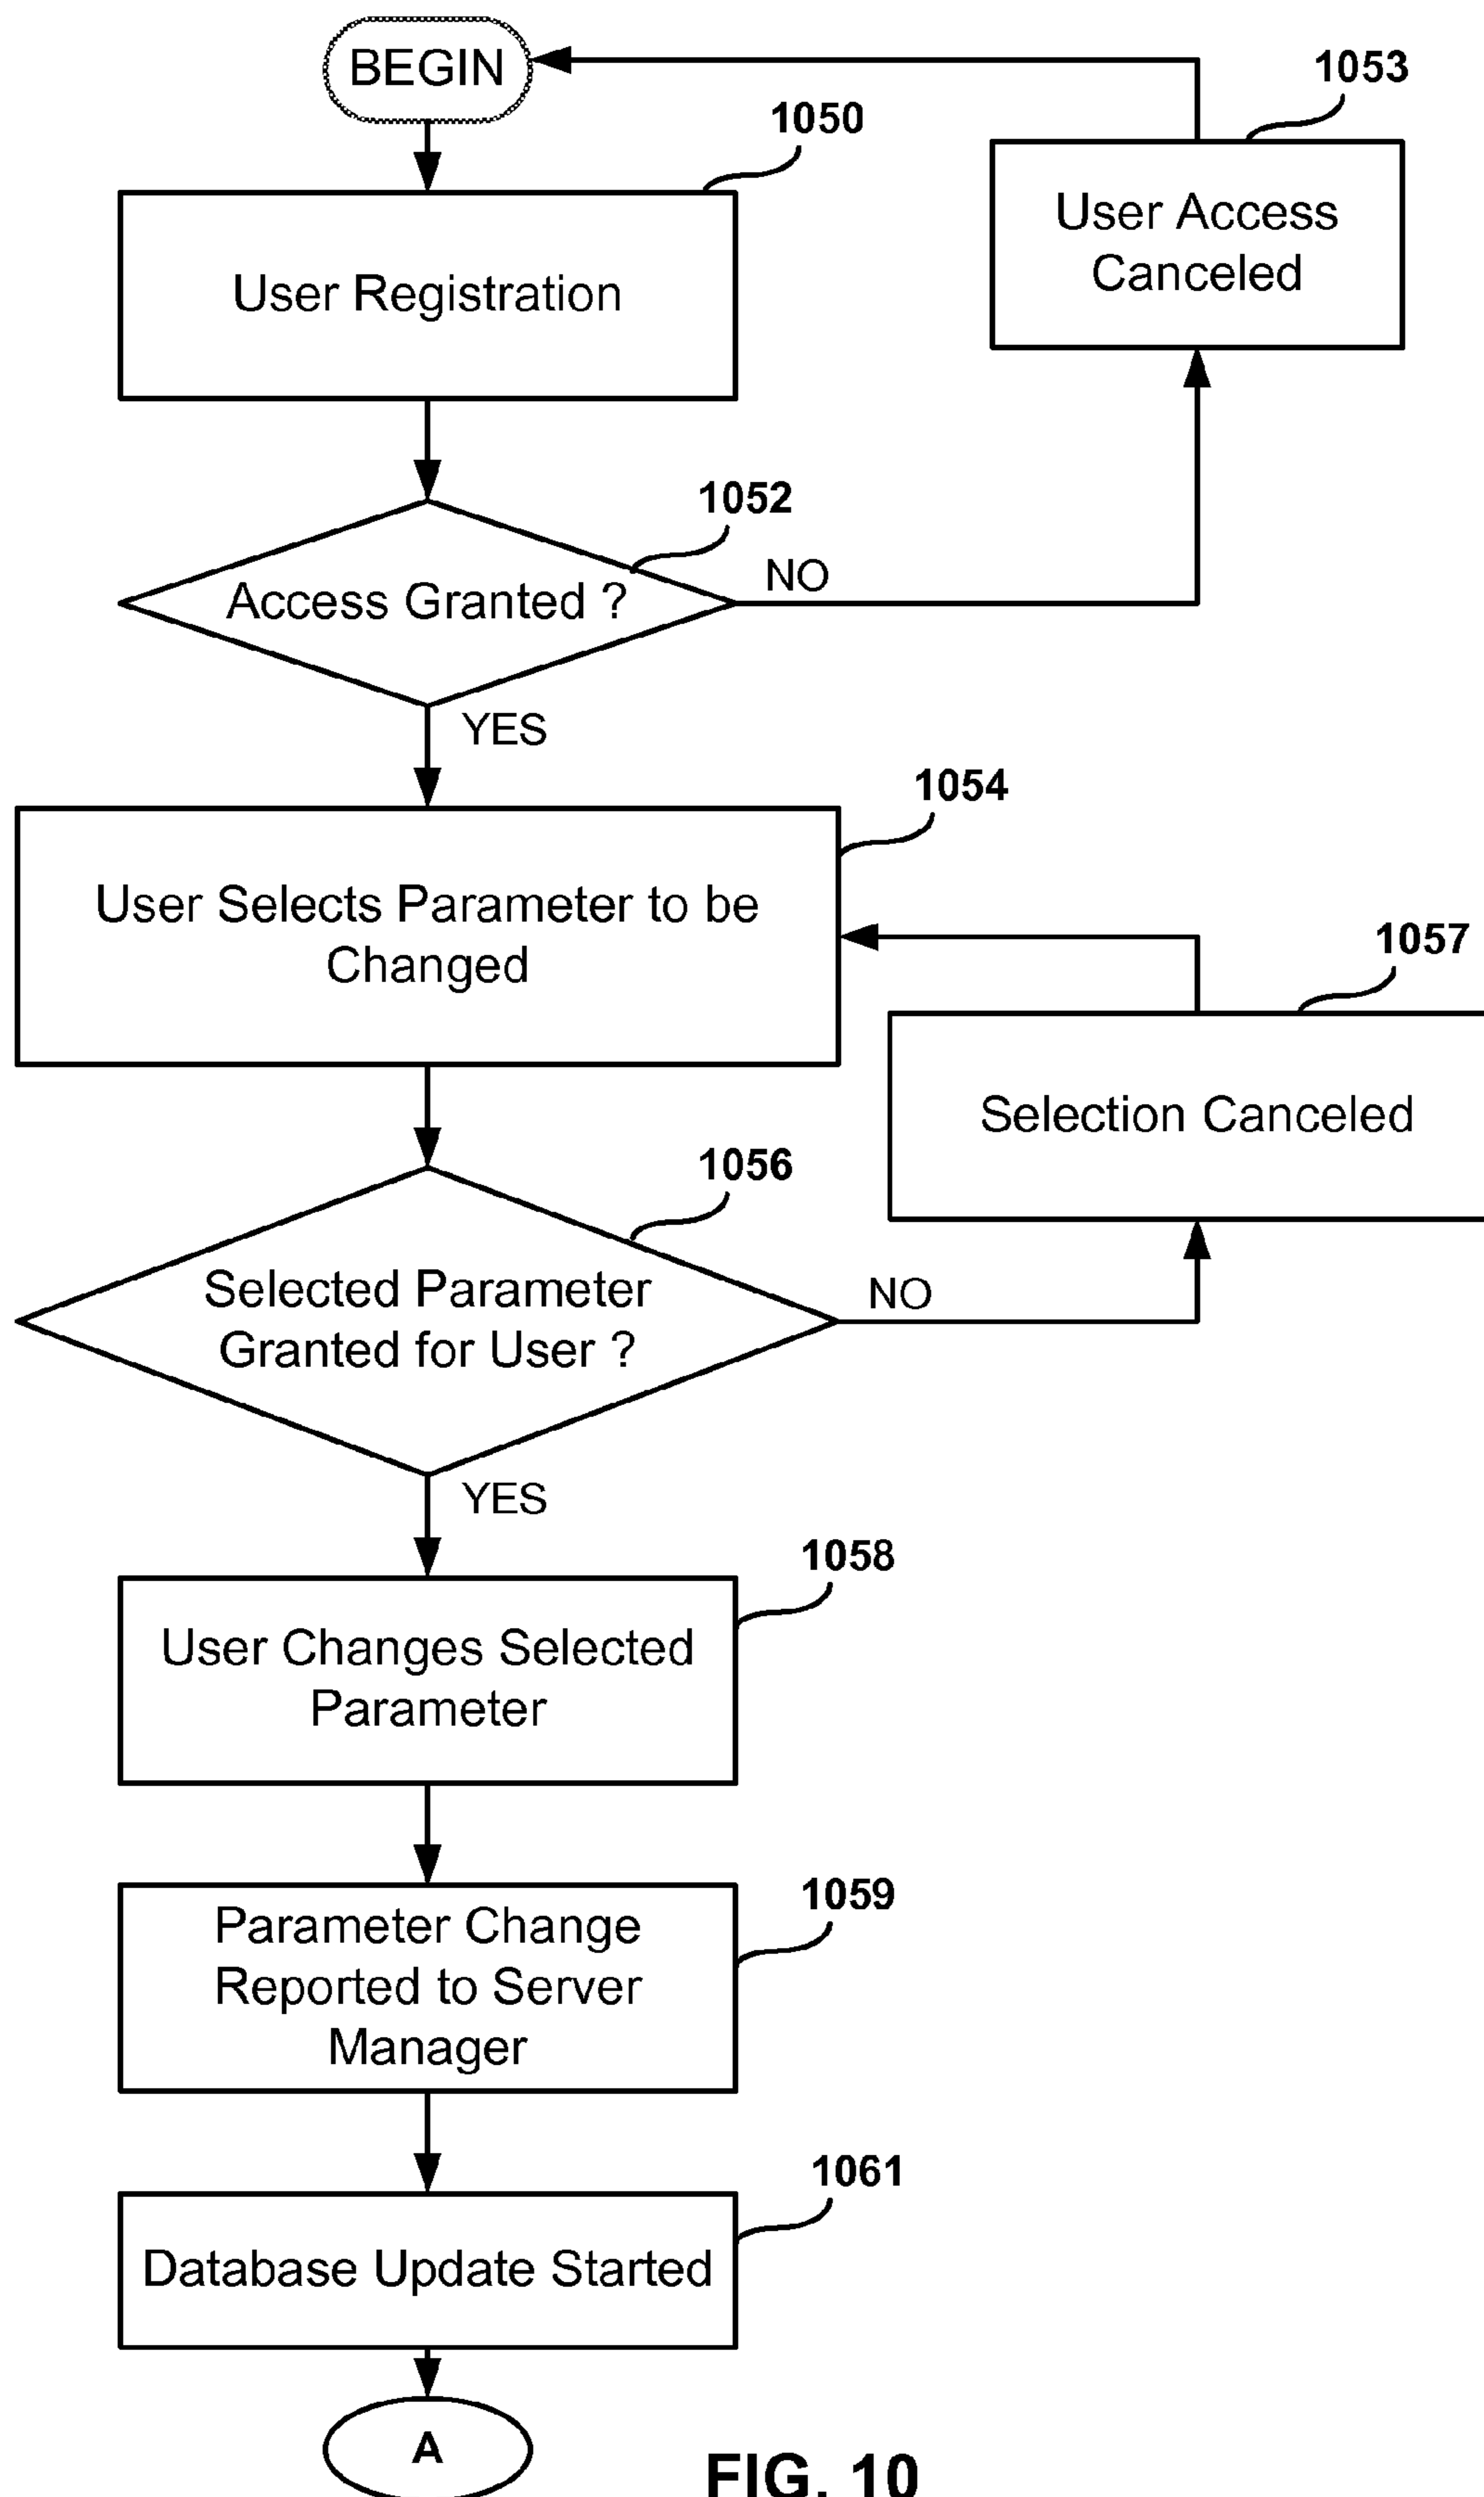 BEGIN
1053
1050
User Access
Canceled
User Registration
1052
NO
Access Granted ?
YES
1054
User Selects Parameter to be
Changed
1057
Selection Canceled
1056
Selected Parameter
Granted for User ?
NO
YES
1058
User Changes Selected
Parameter
1059
Parameter Change
Reported to Server
Manager
1061
Database Update Started
A
FIG. 10